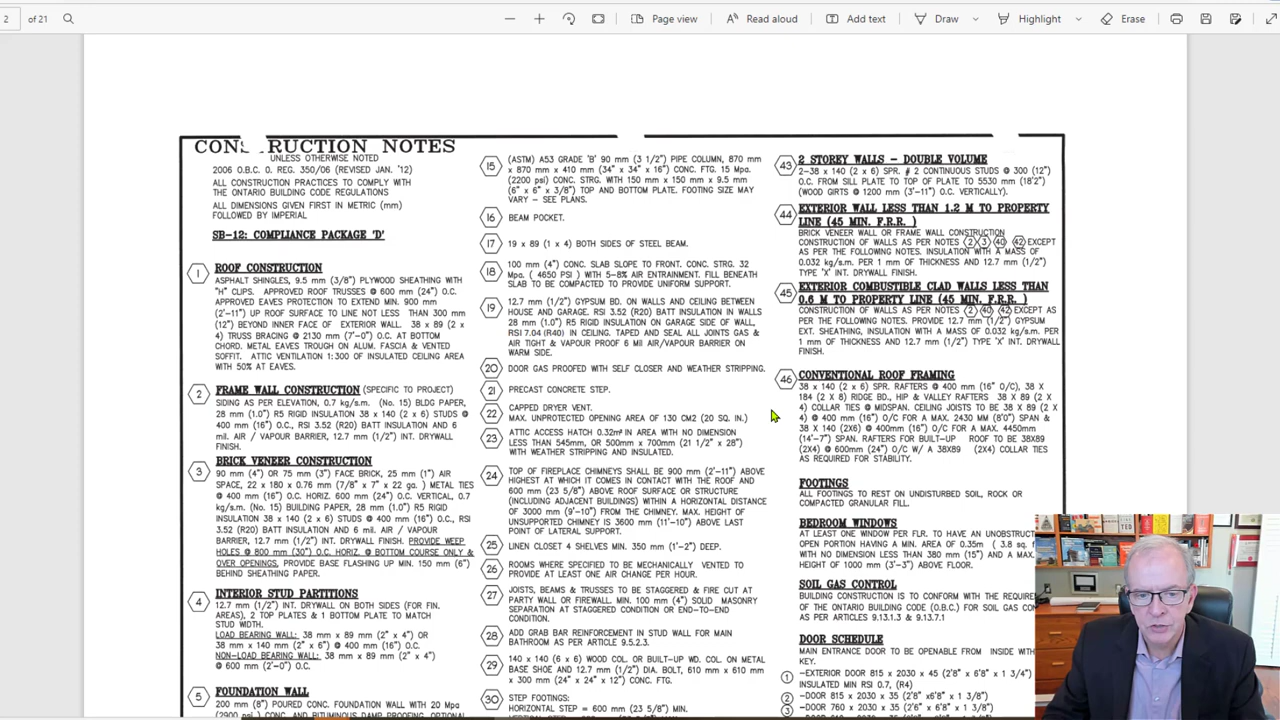 2 of 21
Page view
Read aloud
Add text
Draw
Highlight
Erase
CONSTRUCTION NOTES
UNLESS OTHERWISE NOTED
2006 O.B.C. O. REG. 350/06 (REVISED JAN. '12)
ALL CONSTRUCTION PRACTICES TO COMPLY WITH
THE ONTARIO BUILDING CODE REGULATIONS
ALL DIMENSIONS GIVEN FIRST IN METRIC (mm)
FOLLOWED BY IMPERIAL
SB-12: COMPLIANCE PACKAGE 'D'
1 ROOF CONSTRUCTION
ASPHALT SHINGLES, 9.5 mm (3/8") PLYWOOD SHEATHING WITH
"H" CLIPS. APPROVED ROOF TRUSSES @ 600 mm (24") O.C.
APPROVED EAVES PROTECTION TO EXTEND MIN. 900 mm
(2'-11") UP ROOF SURFACE TO LINE NOT LESS THAN 300 mm
(12") BEYOND INNER FACE OF EXTERIOR WALL. 38 x 89 (2 x
4) TRUSS BRACING @ 2130 mm (7'-0") O.C. AT BOTTOM
CHORD. METAL EAVES TROUGH ON ALUM. FASCIA & VENTED
SOFFIT. ATTIC VENTILATION 1:300 OF INSULATED CEILING AREA
WITH 50% AT EAVES.
2 FRAME WALL CONSTRUCTION (SPECIFIC TO PROJECT)
SIDING AS PER ELEVATION, 0.7 kg/s.m. (No. 15) BLDG PAPER,
28 mm (1.0") R5 RIGID INSULATION 38 x 140 (2 x 6) STUDS @
400 mm (16") O.C., RSI 3.52 (R20) BATT INSULATION AND 6
mil. AIR / VAPOUR BARRIER, 12.7 mm (1/2") INT. DRYWALL
FINISH.
3 BRICK VENEER CONSTRUCTION
90 mm (4") OR 75 mm (3") FACE BRICK, 25 mm (1") AIR
SPACE, 22 x 180 x 0.76 mm (7/8" x 7" x 22 ga. ) METAL TIES
@ 400 mm (16") O.C. HORIZ. 600 mm (24") O.C. VERTICAL, 0.7
kg/s.m. (No. 15) BUILDING PAPER, 28 mm (1.0") R5 RIGID
INSULATION 38 x 140 (2 x 6) STUDS @ 400 mm (16") O.C., RSI
3.52 (R20) BATT INSULATION AND 6 mil. AIR / VAPOUR
BARRIER, 12.7 mm (1/2") INT. DRYWALL FINISH. PROVIDE WEEP
HOLES @ 800 mm (30") O.C. HORIZ. @ BOTTOM COURSE ONLY &
OVER OPENINGS, PROVIDE BASE FLASHING UP MIN. 150 mm (6")
BEHIND SHEATHING PAPER.
4 INTERIOR STUD PARTITIONS
12.7 mm (1/2") INT. DRYWALL ON BOTH SIDES (FOR FIN.
AREAS), 2 TOP PLATES & 1 BOTTOM PLATE TO MATCH
STUD WIDTH.
LOAD BEARING WALL: 38 mm x 89 mm (2" x 4") OR
38 mm x 140 mm (2" x 6") @ 400 mm (16") O.C.
NON-LOAD BEARING WALL: 38 mm x 89 mm (2" x 4")
@ 600 mm (2'-0") O.C.
5 FOUNDATION WALL
200 mm (8") POURED CONC. FOUNDATION WALL WITH 20 Mpa
(2900 psi) CONC. AND BITUMINOUS DAMP PROOFING, OPTIONAL
15 (ASTM) A53 GRADE 'B' 90 mm (3 1/2") PIPE COLUMN, 870 mm
x 870 mm x 410 mm (34" x 34" x 16") CONC. FTG. 15 Mpa.
(2200 psi) CONC. STRG. WITH 150 mm x 150 mm x 9.5 mm
(6" x 6" x 3/8") TOP AND BOTTOM PLATE. FOOTING SIZE MAY
VARY - SEE PLANS.
16 BEAM POCKET.
17 19 x 89 (1 x 4) BOTH SIDES OF STEEL BEAM.
18 100 mm (4") CONC. SLAB SLOPE TO FRONT. CONC. STRG. 32
Mpa. ( 4650 PSI ) WITH 5-8% AIR ENTRAINMENT. FILL BENEATH
SLAB TO BE COMPACTED TO PROVIDE UNIFORM SUPPORT.
19 12.7 mm (1/2") GYPSUM BD. ON WALLS AND CEILING BETWEEN
HOUSE AND GARAGE. RSI 3.52 (R20) BATT INSULATION IN WALLS
28 mm (1.0") R5 RIGID INSULATION ON GARAGE SIDE OF WALL,
RSI 7.04 (R40) IN CEILING. TAPED AND SEAL ALL JOINTS GAS &
AIR TIGHT & VAPOUR PROOF 6 Mil AIR/VAPOUR BARRIER ON
WARM SIDE.
20 DOOR GAS PROOFED WITH SELF CLOSER AND WEATHER STRIPPING.
21 PRECAST CONCRETE STEP.
22 CAPPED DRYER VENT.
MAX. UNPROTECTED OPENING AREA OF 130 CM2 (20 SQ. IN.)
23 ATTIC ACCESS HATCH 0.32m² IN AREA WITH NO DIMENSION
LESS THAN 545mm, OR 500mm x 700mm (21 1/2" x 28")
WITH WEATHER STRIPPING AND INSULATED.
24 TOP OF FIREPLACE CHIMNEYS SHALL BE 900 mm (2'-11") ABOVE
HIGHEST AT WHICH IT COMES IN CONTACT WITH THE ROOF AND
600 mm (23 5/8") ABOVE ROOF SURFACE OR STRUCTURE
(INCLUDING ADJACENT BUILDINGS) WITHIN A HORIZONTAL DISTANCE
OF 3000 mm (9'-10") FROM THE CHIMNEY. MAX. HEIGHT OF
UNSUPPORTED CHIMNEY IS 3600 mm (11'-10") ABOVE LAST
POINT OF LATERAL SUPPORT.
25 LINEN CLOSET 4 SHELVES MIN. 350 mm (1'-2") DEEP.
26 ROOMS WHERE SPECIFIED TO BE MECHANICALLY VENTED TO
PROVIDE AT LEAST ONE AIR CHANGE PER HOUR.
27 JOISTS, BEAMS & TRUSSES TO BE STAGGERED & FIRE CUT AT
PARTY WALL OR FIREWALL. MIN. 100 mm (4") SOLID MASONRY
SEPARATION AT STAGGERED CONDITION OR END-TO-END
CONDITION.
28 ADD GRAB BAR REINFORCEMENT IN STUD WALL FOR MAIN
BATHROOM AS PER ARTICLE 9.5.2.3.
29 140 x 140 (6 x 6) WOOD COL. OR BUILT-UP WD. COL. ON METAL
BASE SHOE AND 12.7 mm (1/2") DIA. BOLT, 610 mm x 610 mm
x 300 mm (24" x 24" x 12") CONC. FTG.
30 STEP FOOTINGS:
HORIZONTAL STEP = 600 mm (23 5/8") MIN.
43 2 STOREY WALLS - DOUBLE VOLUME
2-38 x 140 (2 x 6) SPR. # 2 CONTINUOUS STUDS @ 300 (12")
O.C. FROM SILL PLATE TO TOP OF PLATE TO 5530 mm (18'2")
(WOOD GIRTS @ 1200 mm (3'-11") O.C. VERTICALLY).
44 EXTERIOR WALL LESS THAN 1.2 M TO PROPERTY
LINE (45 MIN. F.R.R. )
BRICK VENEER WALL OR FRAME WALL CONSTRUCTION
CONSTRUCTION OF WALLS AS PER NOTES 2 3 40 42 EXCEPT
AS PER THE FOLLOWING NOTES. INSULATION WITH A MASS OF
0.032 kg/s.m. PER 1 mm OF THICKNESS AND 12.7 mm (1/2")
TYPE "X" INT. DRYWALL FINISH.
45 EXTERIOR COMBUSTIBLE CLAD WALLS LESS THAN
0.6 M TO PROPERTY LINE (45 MIN. F.R.R. )
CONSTRUCTION OF WALLS AS PER NOTES 2 40 42 EXCEPT AS
PER THE FOLLOWING NOTES. PROVIDE 12.7 mm (1/2") GYPSUM
EXT. SHEATHING, INSULATION WITH A MASS OF 0.032 kg/s.m. PER
1 mm OF THICKNESS AND 12.7 mm (1/2") TYPE 'X' INT. DRYWALL
FINISH.
46 CONVENTIONAL ROOF FRAMING
38 x 140 (2 x 6) SPR. RAFTERS @ 400 mm (16" O/C), 38 X
184 (2 X 8) RIDGE BD., HIP & VALLEY RAFTERS 38 X 89 (2 X
4) COLLAR TIES @ MIDSPAN. CEILING JOISTS TO BE 38 X 89 (2 X
4) @ 400 mm (16") O/C FOR A MAX. 2430 MM (8'0") SPAN &
38 X 140 (2X6) @ 400mm (16") O/C FOR A MAX. 4450mm
(14'-7") SPAN. RAFTERS FOR BUILT-UP ROOF TO BE 38X89
(2X4) @ 600mm (24") O/C W/ A 38X89 (2X4) COLLAR TIES
AS REQUIRED FOR STABILITY.
FOOTINGS
ALL FOOTINGS TO REST ON UNDISTURBED SOIL, ROCK OR
COMPACTED GRANULAR FILL.
BEDROOM WINDOWS
AT LEAST ONE WINDOW PER FLR. TO HAVE AN UNOBSTRUCT
OPEN PORTION HAVING A MIN. AREA OF 0.35m ( 3.8 sq. f
WITH NO DIMENSION LESS THAN 380 mm (15") AND A MAX.
HEIGHT OF 1000 mm (3'-3") ABOVE FLOOR.
SOIL GAS CONTROL
BUILDING CONSTRUCTION IS TO CONFORM WITH THE REQUIRE
OF THE ONTARIO BUILDING CODE (O.B.C.) FOR SOIL GAS CON
AS PER ARTICLES 9.13.1.3 & 9.13.7.1
DOOR SCHEDULE
MAIN ENTRANCE DOOR TO BE OPENABLE FROM INSIDE WITH
KEY.
1 -EXTERIOR DOOR 815 x 2030 x 45 (2'8" x 6'8" x 1 3/4")
INSULATED MIN RSI 0.7, (R4)
2 -DOOR 815 x 2030 x 35 (2'8" x6'8" x 1 3/8")
3 -DOOR 760 x 2030 x 35 (2'6" x 6'8" x 1 3/8")